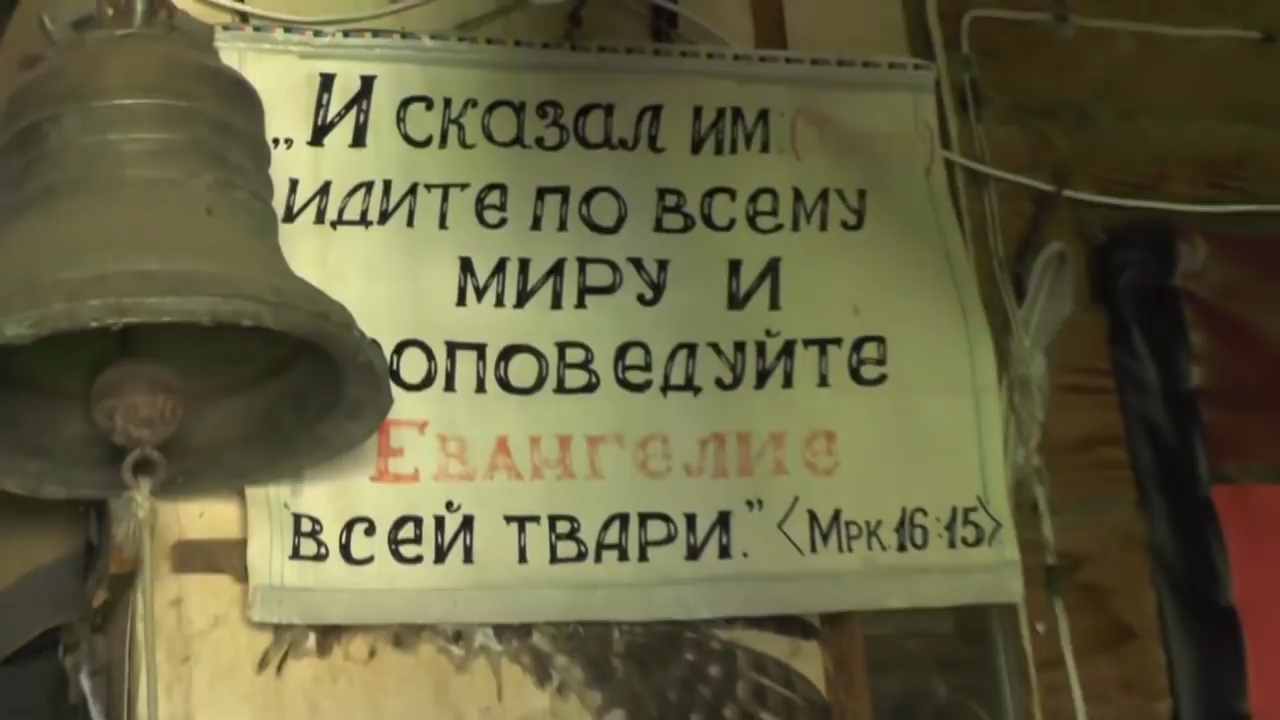 „И сказал им:
идите по всему
миру и
роповедуйте
Евангелие
всей твари." <Мрк. 16:15>